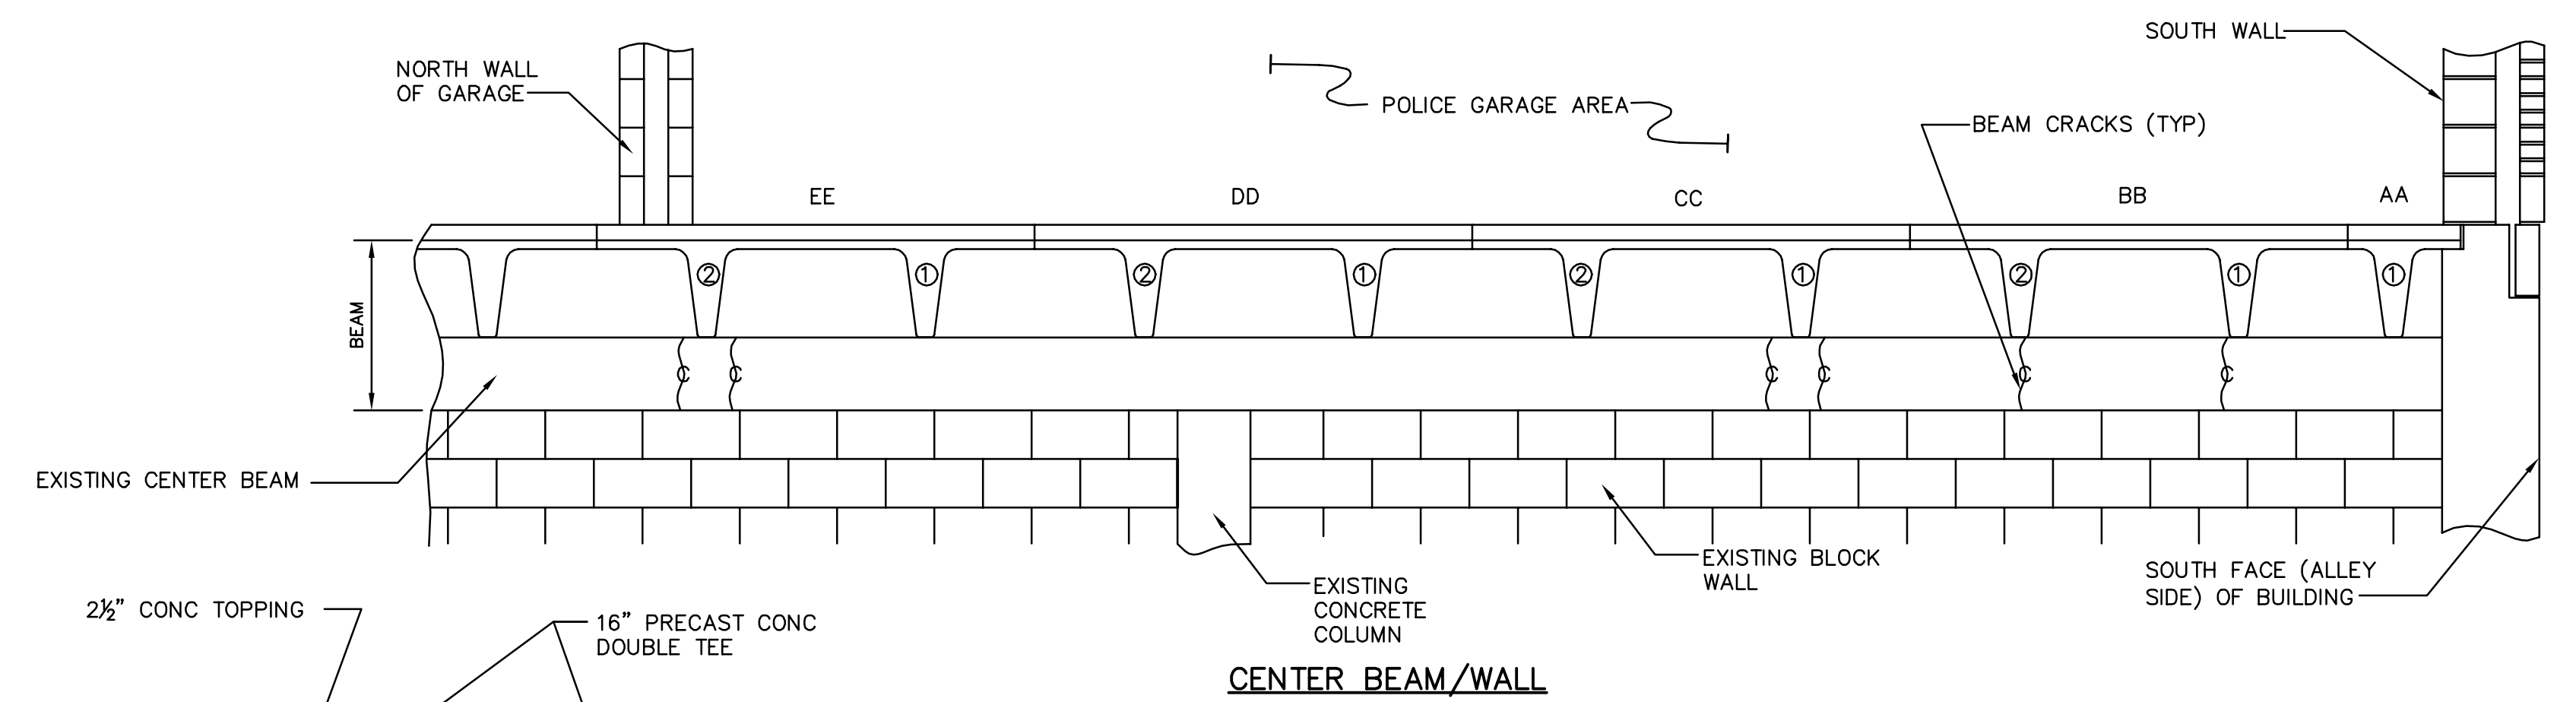 SOUTH WALL
NORTH WALL
OF GARAGE
POLICE GARAGE AREA
BEAM CRACKS (TYP)
EE
DD
CC
BB
AA
2 1 2 1 2 1 2 1 1
BEAM
C C C C C C
EXISTING CENTER BEAM
EXISTING BLOCK
WALL
SOUTH FACE (ALLEY
SIDE) OF BUILDING
EXISTING
CONCRETE
COLUMN
2½" CONC TOPPING
16" PRECAST CONC
DOUBLE TEE
CENTER BEAM/WALL